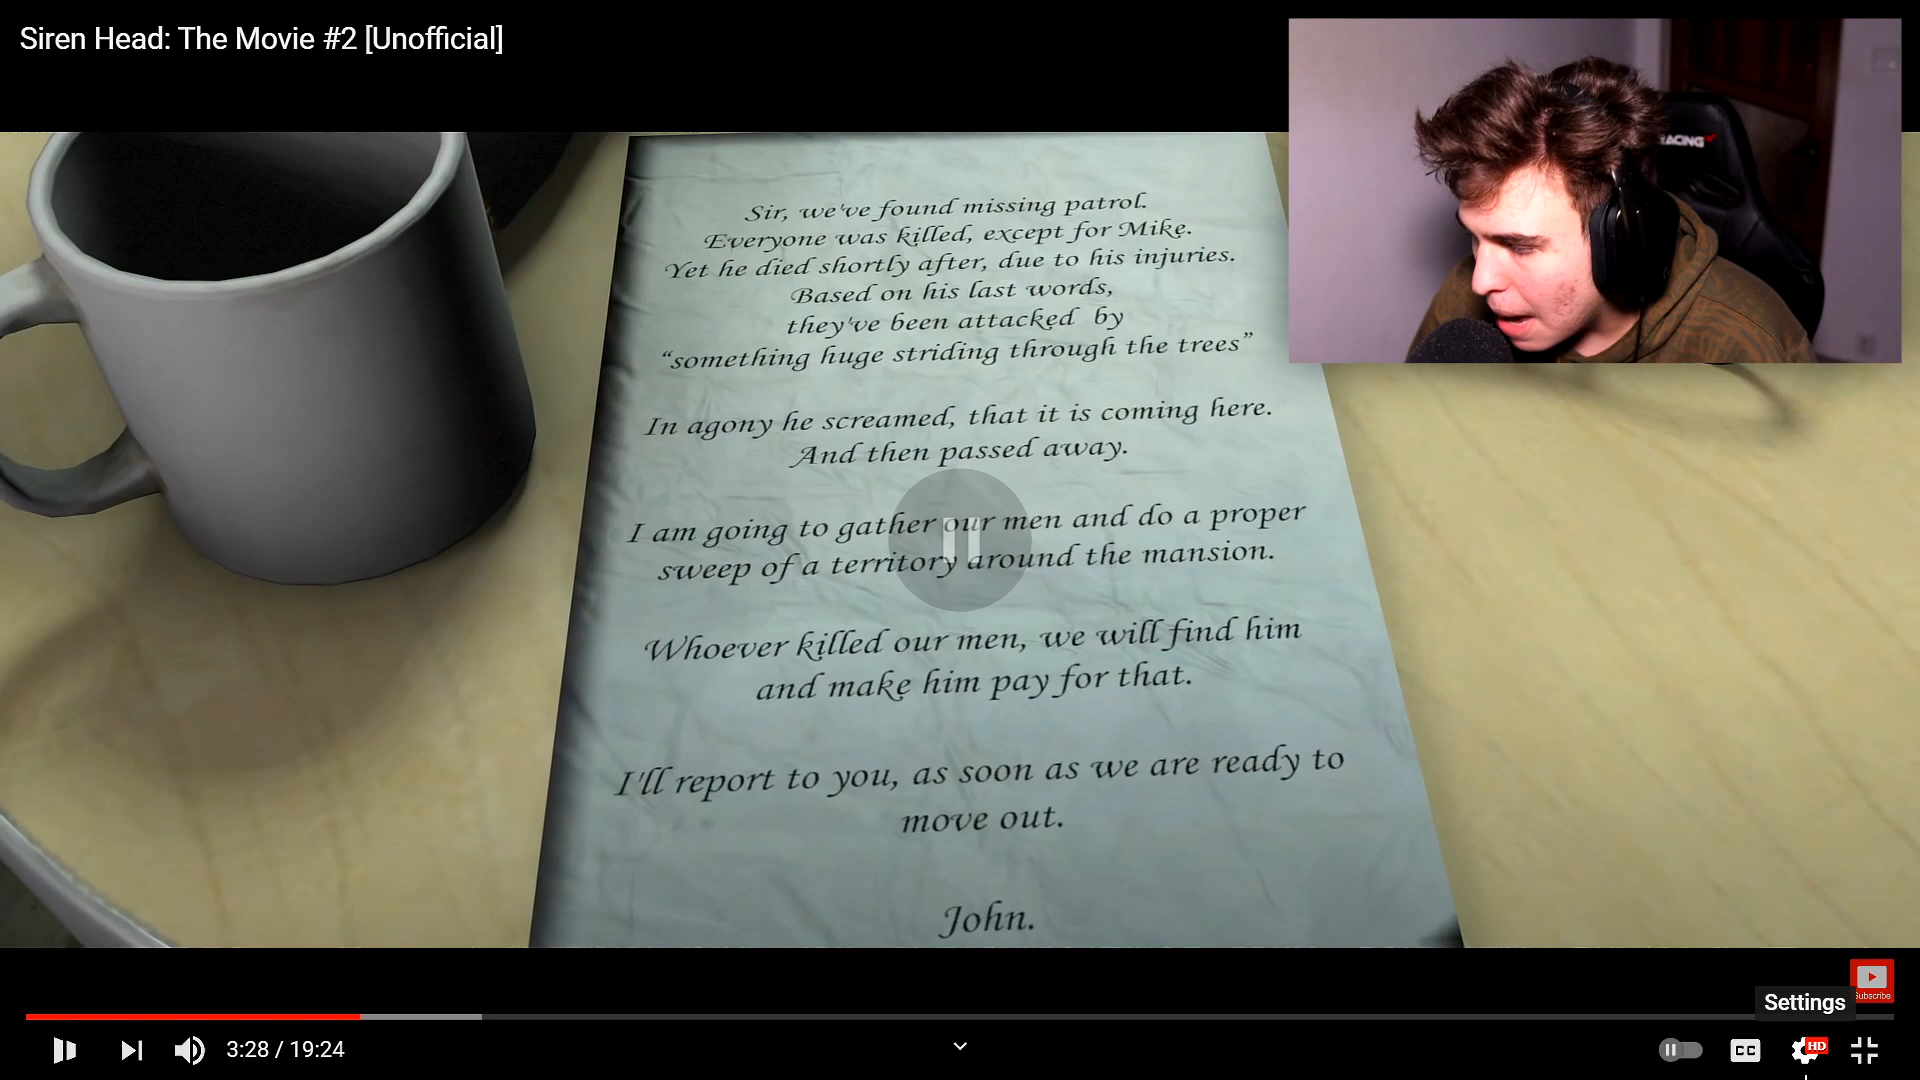 Siren Head: The Movie #2 [Unofficial]
RACING
Sir, we've found missing patrol.
Everyone was killed, except for Mike.
Yet he died shortly after, due to his injuries.
Based on his last words,
they've been attacked by
“something huge striding through the trees”
In agony he screamed, that it is coming here.
And then passed away.
I am going to gather our men and do a proper
sweep of a territory around the mansion.
Whoever killed our men, we will find him
and make him pay for that.
I'll report to you, as soon as we are ready to
move out.
John.
Subscribe
Settings
3:28 / 19:24
CC
HD